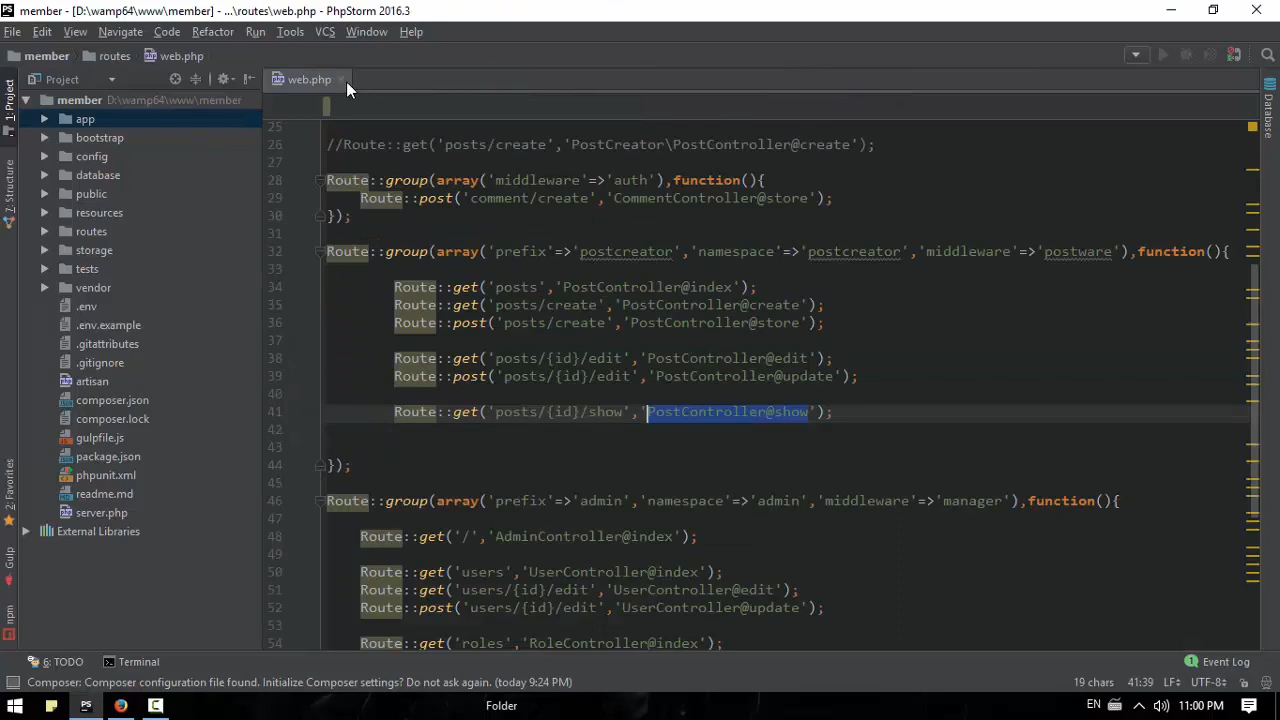 member - [D:\wamp64\www\member] - ...\routes\web.php - PhpStorm 2016.3
File Edit View Navigate Code Refactor Run Tools VCS Window Help
member routes web.php
Project
web.php
1: Project
7: Structure
2: Favorites
Gulp
npm
Database
member D:\wamp64\www\member
app
bootstrap
config
database
public
resources
routes
storage
tests
vendor
.env
.env.example
.gitattributes
.gitignore
artisan
composer.json
composer.lock
gulpfile.js
package.json
phpunit.xml
readme.md
server.php
External Libraries
25
26 //Route::get('posts/create','PostCreator\PostController@create');
27
28 Route::group(array('middleware'=>'auth'),function(){
29 Route::post('comment/create','CommentController@store');
30 });
31
32 Route::group(array('prefix'=>'postcreator','namespace'=>'postcreator','middleware'=>'postware'),function(){
33
34 Route::get('posts','PostController@index');
35 Route::get('posts/create','PostController@create');
36 Route::post('posts/create','PostController@store');
37
38 Route::get('posts/{id}/edit','PostController@edit');
39 Route::post('posts/{id}/edit','PostController@update');
40
41 Route::get('posts/{id}/show','PostController@show');
42
43
44 });
45
46 Route::group(array('prefix'=>'admin','namespace'=>'admin','middleware'=>'manager'),function(){
47
48 Route::get('/','AdminController@index');
49
50 Route::get('users','UserController@index');
51 Route::get('users/{id}/edit','UserController@edit');
52 Route::post('users/{id}/edit','UserController@update');
53
54 Route::get('roles','RoleController@index');
6: TODO Terminal Event Log
Composer: Composer configuration file found. Initialize Composer settings? Do not ask again. (today 9:24 PM) 19 chars 41:39 LF÷ UTF-8÷
Folder ENG 11:00 PM